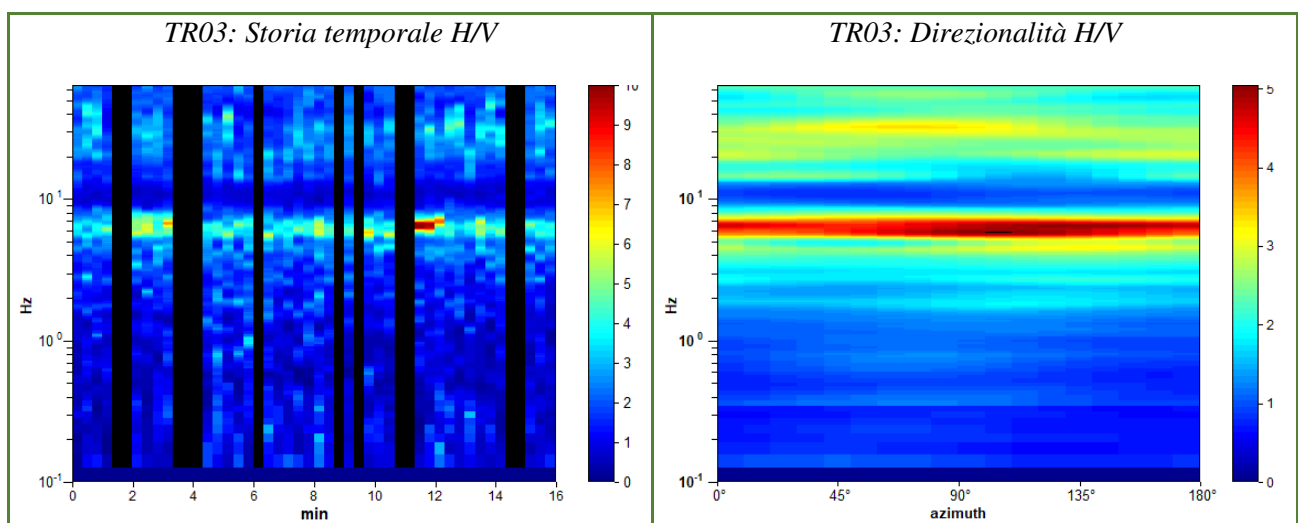 TR03: Storia temporale H/V
TR03: Direzionalità H/V
Hz
10¹
10⁰
10⁻¹
0 2 4 6 8 10 12 14 16
min
10
9
8
7
6
5
4
3
2
1
0
Hz
10¹
10⁰
10⁻¹
0° 45° 90° 135° 180°
azimuth
5
4
3
2
1
0